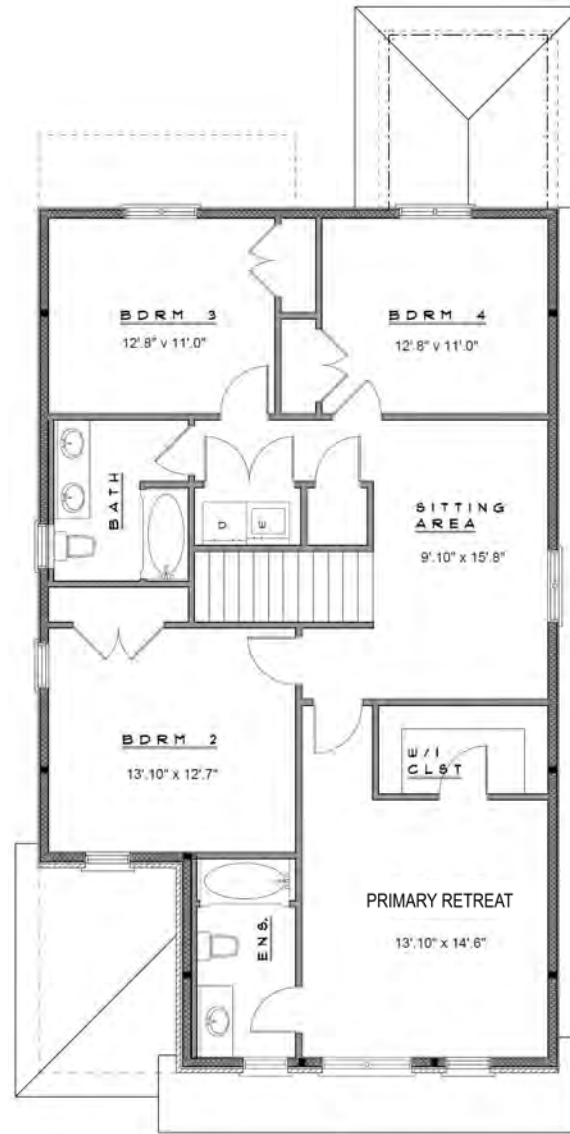 BDRM 3
12'.8" v 11'.0"
BDRM 4
12'.8" v 11'.0"
BATH
D
SITTING
AREA
9'.10" x 15'.8"
BDRM 2
13'.10" x 12'.7"
W/I
CLST
PRIMARY RETREAT
13'.10" x 14'.6"
ENS.